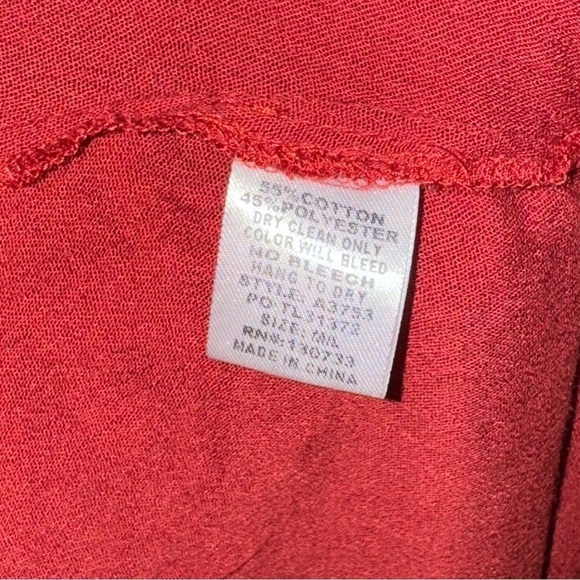 55%COTTON
45%POLYESTER
DRY CLEAN ONLY
COLOR WILL BLEED
NO BLEECH
HANG TO DRY
STYLE: A3753
PO:TL31372
SIZE: M/L
RN#:130733
MADE IN CHINA